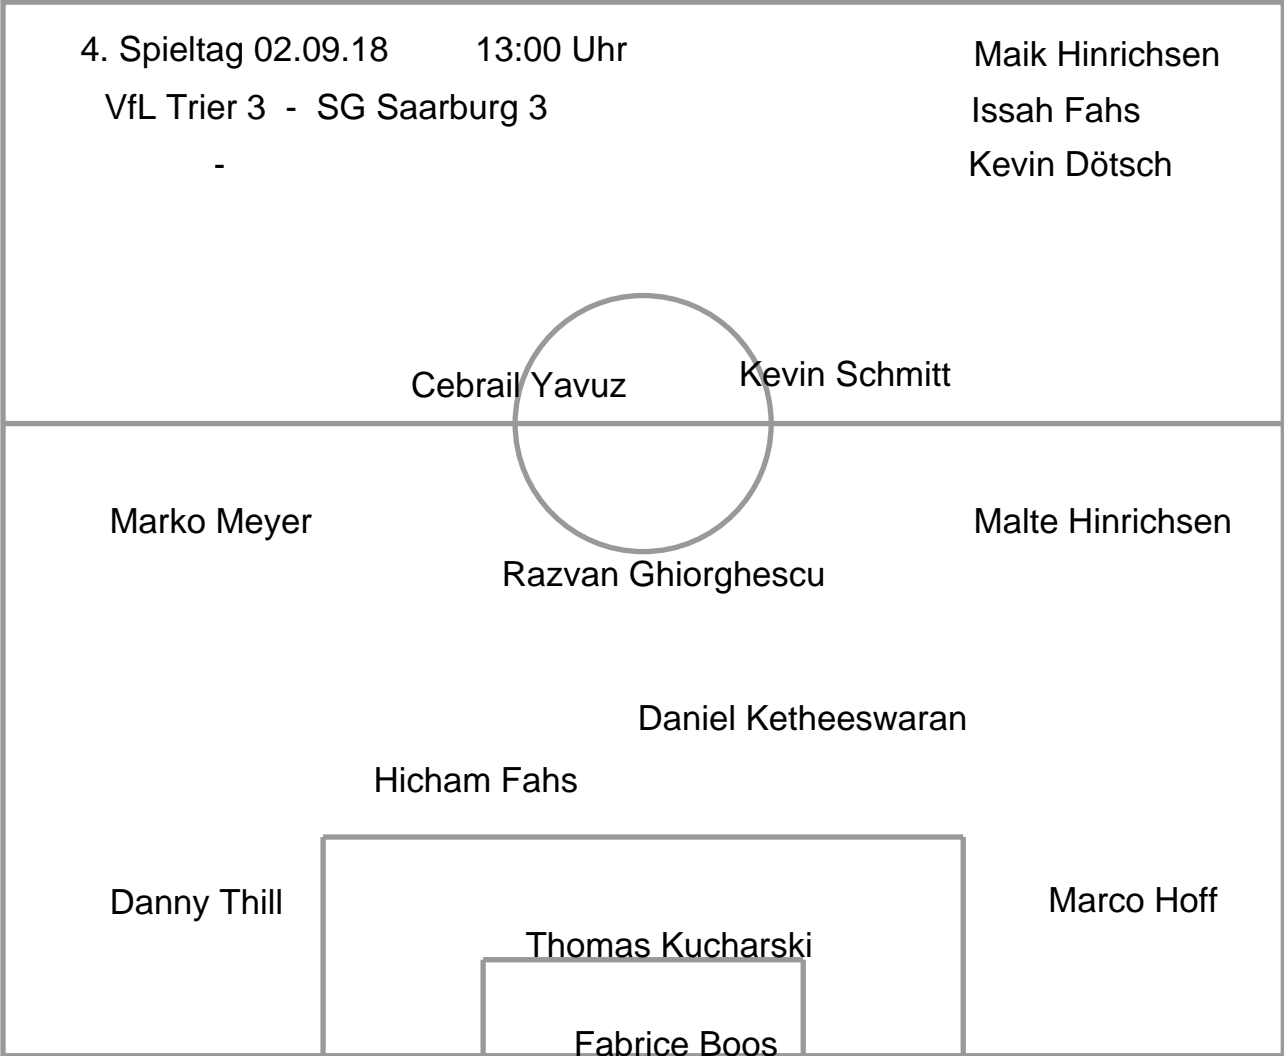 4. Spieltag 02.09.18 13:00 Uhr
VfL Trier 3 - SG Saarburg 3
-
Maik Hinrichsen
Issah Fahs
Kevin Dötsch
Cebrail Yavuz
Kevin Schmitt
Marko Meyer
Malte Hinrichsen
Razvan Ghiorghescu
Daniel Ketheeswaran
Hicham Fahs
Danny Thill
Marco Hoff
Thomas Kucharski
Fabrice Boos